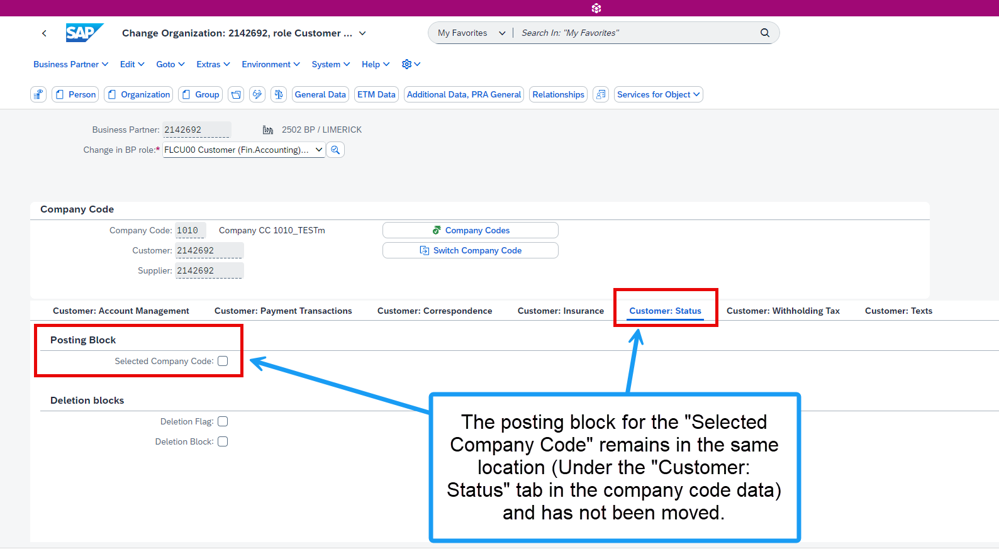 SAP
Change Organization: 2142692, role Customer ...
My Favorites
Search In: "My Favorites"
Business Partner Edit Goto Extras Environment System Help
Person Organization Group General Data ETM Data Additional Data, PRA General Relationships Services for Object
Business Partner: 2142692 2502 BP / LIMERICK
Change in BP role:* FLCU00 Customer (Fin.Accounting)...
Company Code
Company Code: 1010 Company CC 1010_TESTm Company Codes
Customer: 2142692 Switch Company Code
Supplier: 2142692
Customer: Account Management Customer: Payment Transactions Customer: Correspondence Customer: Insurance Customer: Status Customer: Withholding Tax Customer: Texts
Posting Block
Selected Company Code:
Deletion blocks
Deletion Flag:
Deletion Block:
The posting block for the "Selected
Company Code" remains in the same
location (Under the "Customer:
Status" tab in the company code data)
and has not been moved.